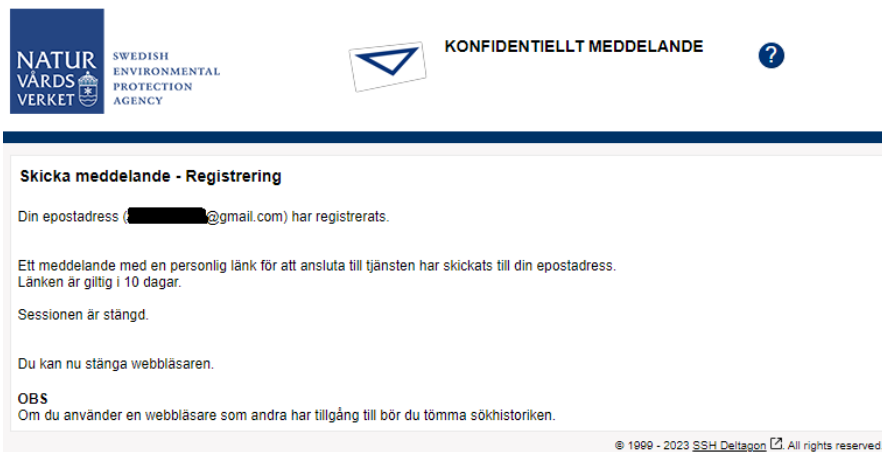 NATUR
VÅRDS
VERKET
SWEDISH
ENVIRONMENTAL
PROTECTION
AGENCY
KONFIDENTIELLT MEDDELANDE
?
Skicka meddelande - Registrering
Din epostadress (@gmail.com) har registrerats.
Ett meddelande med en personlig länk för att ansluta till tjänsten har skickats till din epostadress.
Länken är giltig i 10 dagar.
Sessionen är stängd.
Du kan nu stänga webbläsaren.
OBS
Om du använder en webbläsare som andra har tillgång till bör du tömma sökhistoriken.
© 1999 - 2023 SSH Deltagon. All rights reserved